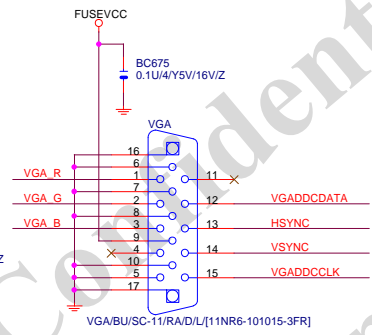 FUSEVCC
BC675
0.1U/4/Y5V/16V/Z
VGA
16
6
VGA_R 1 11
7
VGA_G 2 12 VGADDCDATA
8
VGA_B 3 13 HSYNC
9
4 14 VSYNC
Z
10
5 15 VGADDCCLK
17
VGA/BU/SC-11/RA/D/L/[11NR6-101015-3FR]
Confident